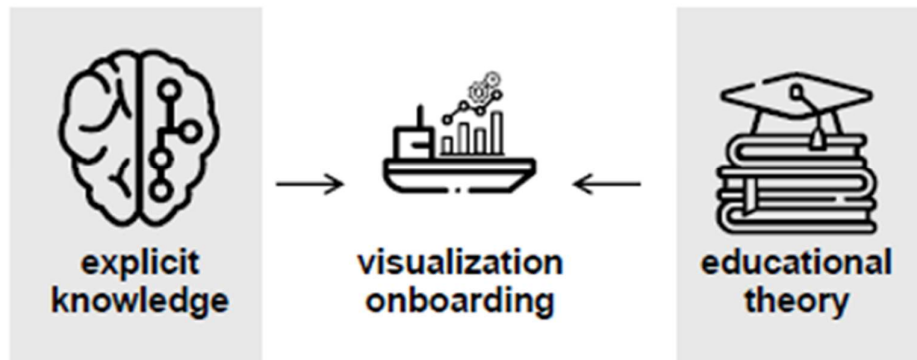 explicit
knowledge
visualization
onboarding
educational
theory